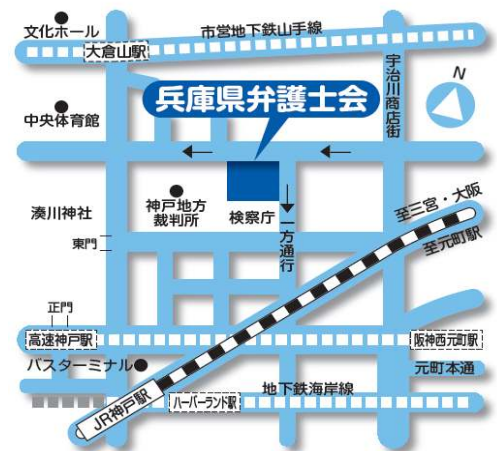 文化ホール
市営地下鉄山手線
大倉山駅
宇治川商店街
N
兵庫県弁護士会
中央体育館
神戸地方
裁判所
検察庁
湊川神社
一方通行
至三宮・大阪
至元町駅
東門
正門
高速神戸駅
阪神西元町駅
バスターミナル
元町本通
地下鉄海岸線
ハーバーランド駅
JR神戸駅